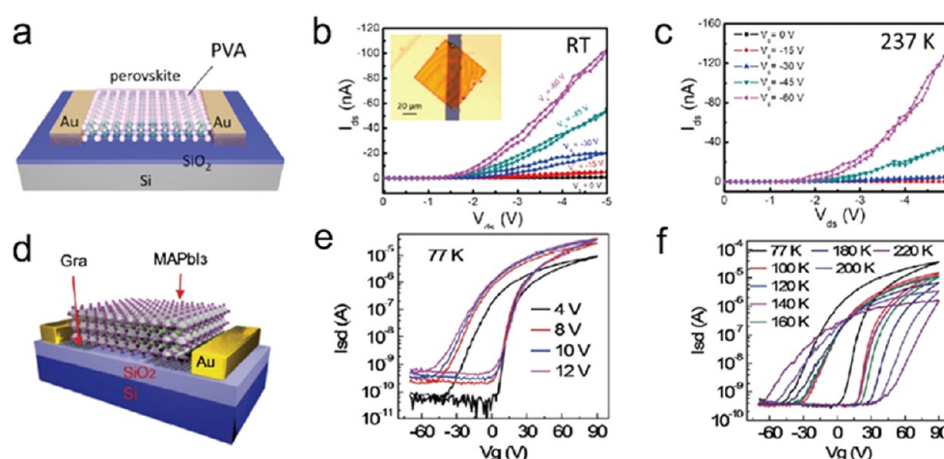 a
PVA
perovskite
Au
Au
SiO2
Si
b
RT
Ids (nA)
-100
-80
-60
-40
-20
0
20 μm
Vg= -60 V
Vg= -45 V
Vg= -30 V
Vg= -15 V
Vg= 0 V
0 -1 -2 -3 -4 -5
Vds (V)
c
237 K
Ids (nA)
-160
-120
-80
-40
0
Vg= 0 V
Vg= -15 V
Vg= -30 V
Vg= -45 V
Vg= -60 V
0 -1 -2 -3 -4 -5
Vds (V)
d
Gra
MAPbI3
Au
SiO2
Si
e
77 K
Isd (A)
10-5
10-6
10-7
10-8
10-9
10-10
10-11
4 V
8 V
10 V
12 V
-60 -30 0 30 60 90
Vg (V)
f
Isd (A)
10-4
10-5
10-6
10-7
10-8
10-9
10-10
77 K 180 K 220 K
100 K 200 K
120 K
140 K
160 K
-60 -30 0 30 60 90
Vg (V)